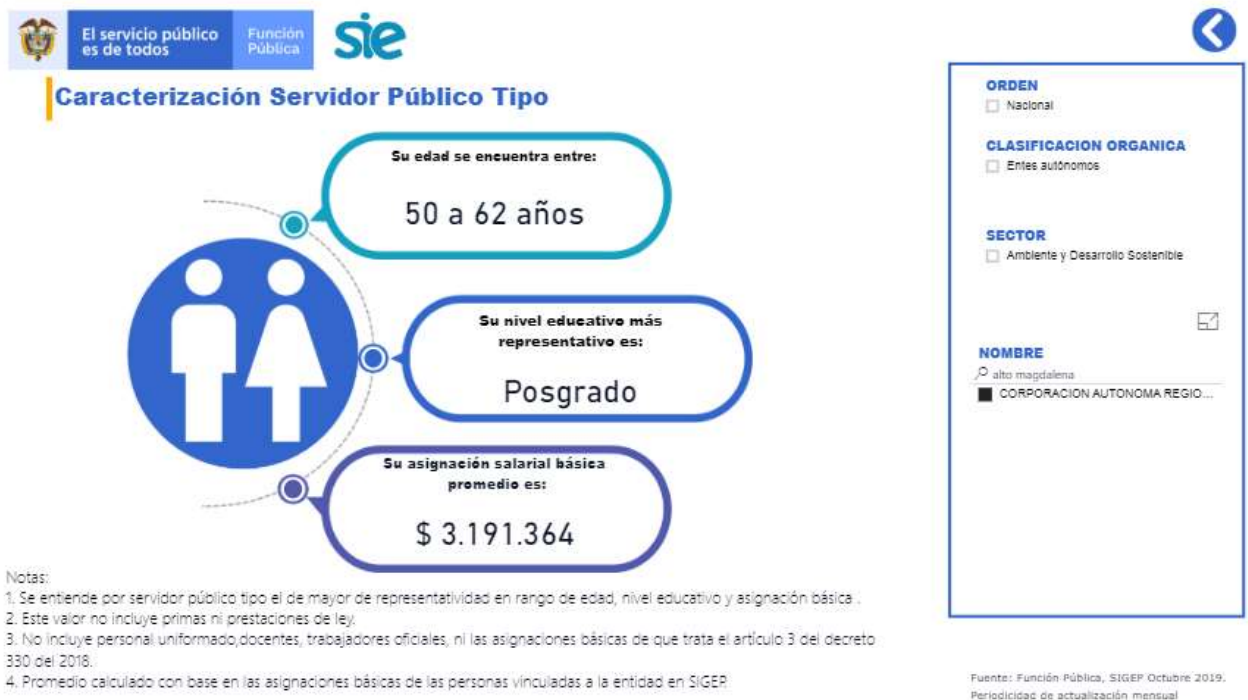 El servicio público
es de todos
Función
Pública
sie
Caracterización Servidor Público Tipo
Su edad se encuentra entre:
50 a 62 años
Su nivel educativo más
representativo es:
Posgrado
Su asignación salarial básica
promedio es:
$ 3.191.364
ORDEN
Nacional
CLASIFICACION ORGANICA
Entes autónomos
SECTOR
Ambiente y Desarrollo Sostenible
NOMBRE
alto magdalena
CORPORACION AUTONOMA REGIO...
Notas:
1. Se entiende por servidor público tipo el de mayor de representatividad en rango de edad, nivel educativo y asignación básica .
2. Este valor no incluye primas ni prestaciones de ley.
3. No incluye personal uniformado,docentes, trabajadores oficiales, ni las asignaciones básicas de que trata el artículo 3 del decreto
330 del 2018.
4. Promedio calculado con base en las asignaciones básicas de las personas vinculadas a la entidad en SIGEP.
Fuente: Función Pública, SIGEP Octubre 2019.
Periodicidad de actualización mensual